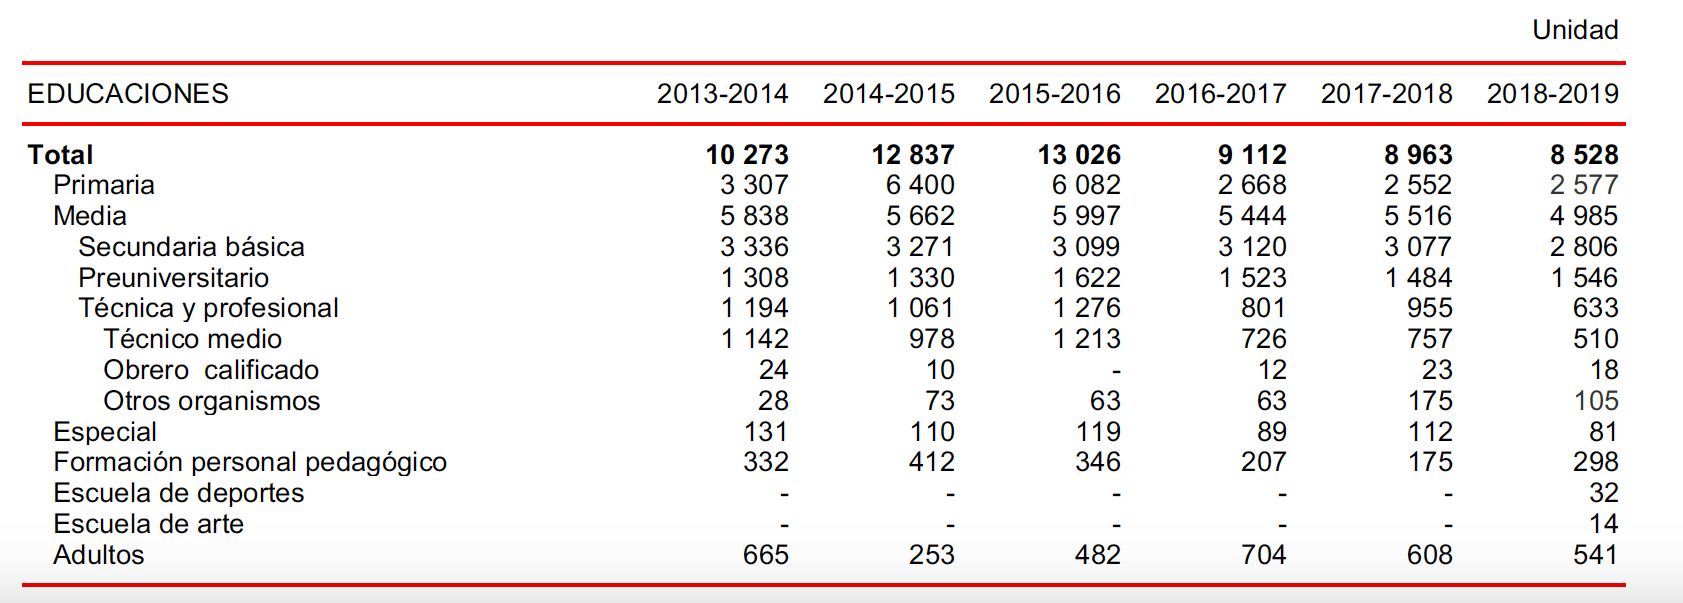 Unidad
EDUCACIONES 2013-2014 2014-2015 2015-2016 2016-2017 2017-2018 2018-2019
Total 10 273 12 837 13 026 9 112 8 963 8 528
Primaria 3 307 6 400 6 082 2 668 2 552 2 577
Media 5 838 5 662 5 997 5 444 5 516 4 985
Secundaria básica 3 336 3 271 3 099 3 120 3 077 2 806
Preuniversitario 1 308 1 330 1 622 1 523 1 484 1 546
Técnica y profesional 1 194 1 061 1 276 801 955 633
Técnico medio 1 142 978 1 213 726 757 510
Obrero calificado 24 10 - 12 23 18
Otros organismos 28 73 63 63 175 105
Especial 131 110 119 89 112 81
Formación personal pedagógico 332 412 346 207 175 298
Escuela de deportes - - - - - 32
Escuela de arte - - - - - 14
Adultos 665 253 482 704 608 541